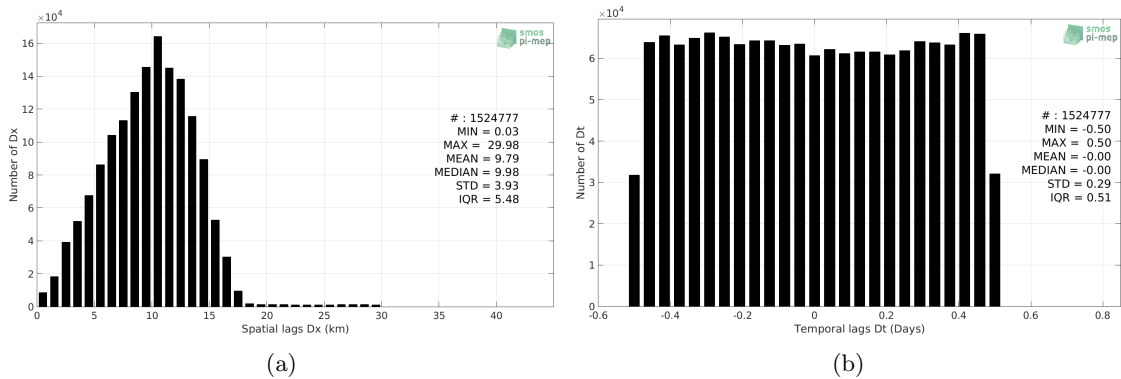 ×10⁴
16
14
12
10
8
6
4
2
0
Number of Dx
smos
pi-mep
# : 1524777
MIN = 0.03
MAX = 29.98
MEAN = 9.79
MEDIAN = 9.98
STD = 3.93
IQR = 5.48
0 5 10 15 20 25 30 35 40
Spatial lags Dx (km)
(a)
×10⁴
6
5
4
3
2
1
0
Number of Dt
smos
pi-mep
# : 1524777
MIN = -0.50
MAX = 0.50
MEAN = -0.00
MEDIAN = -0.00
STD = 0.29
IQR = 0.51
-0.6 -0.4 -0.2 0 0.2 0.4 0.6 0.8
Temporal lags Dt (Days)
(b)